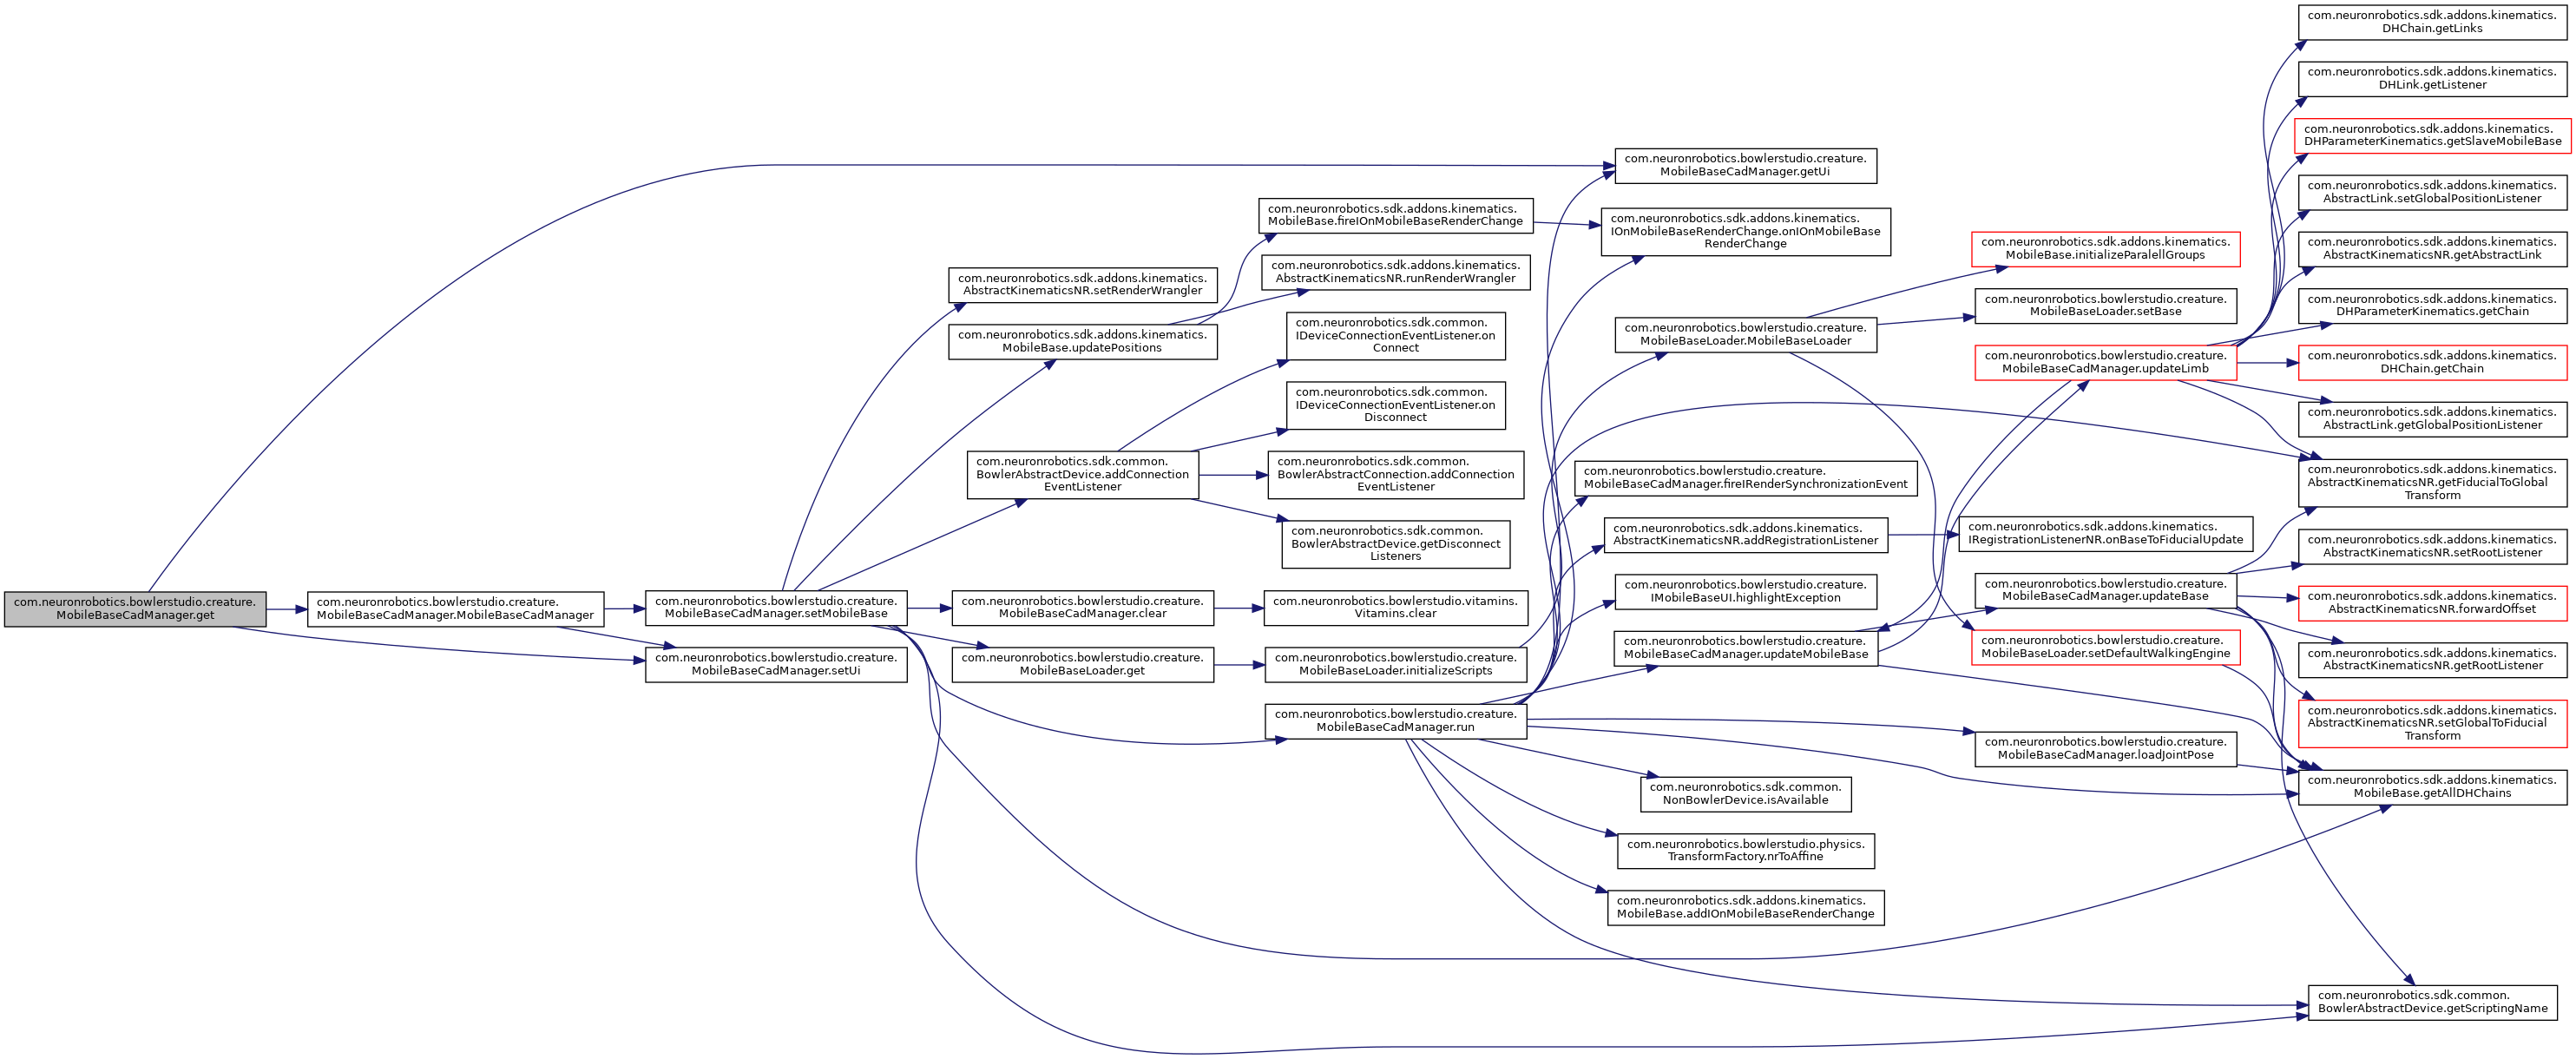 com.neuronrobotics.bowlerstudio.creature.
MobileBaseCadManager.get
com.neuronrobotics.bowlerstudio.creature.
MobileBaseCadManager.MobileBaseCadManager
com.neuronrobotics.bowlerstudio.creature.
MobileBaseCadManager.setMobileBase
com.neuronrobotics.bowlerstudio.creature.
MobileBaseCadManager.setUi
com.neuronrobotics.sdk.addons.kinematics.
AbstractKinematicsNR.setRenderWrangler
com.neuronrobotics.sdk.addons.kinematics.
MobileBase.updatePositions
com.neuronrobotics.sdk.common.
BowlerAbstractDevice.addConnection
EventListener
com.neuronrobotics.bowlerstudio.creature.
MobileBaseCadManager.clear
com.neuronrobotics.bowlerstudio.creature.
MobileBaseLoader.get
com.neuronrobotics.sdk.addons.kinematics.
MobileBase.fireIOnMobileBaseRenderChange
com.neuronrobotics.sdk.addons.kinematics.
AbstractKinematicsNR.runRenderWrangler
com.neuronrobotics.sdk.common.
IDeviceConnectionEventListener.on
Connect
com.neuronrobotics.sdk.common.
IDeviceConnectionEventListener.on
Disconnect
com.neuronrobotics.sdk.common.
BowlerAbstractConnection.addConnection
EventListener
com.neuronrobotics.sdk.common.
BowlerAbstractDevice.getDisconnect
Listeners
com.neuronrobotics.bowlerstudio.vitamins.
Vitamins.clear
com.neuronrobotics.bowlerstudio.creature.
MobileBaseLoader.initializeScripts
com.neuronrobotics.bowlerstudio.creature.
MobileBaseCadManager.run
com.neuronrobotics.bowlerstudio.creature.
MobileBaseCadManager.getUi
com.neuronrobotics.sdk.addons.kinematics.
IOnMobileBaseRenderChange.onIOnMobileBase
RenderChange
com.neuronrobotics.bowlerstudio.creature.
MobileBaseLoader.MobileBaseLoader
com.neuronrobotics.bowlerstudio.creature.
MobileBaseCadManager.fireIRenderSynchronizationEvent
com.neuronrobotics.sdk.addons.kinematics.
AbstractKinematicsNR.addRegistrationListener
com.neuronrobotics.bowlerstudio.creature.
IMobileBaseUI.highlightException
com.neuronrobotics.bowlerstudio.creature.
MobileBaseCadManager.updateMobileBase
com.neuronrobotics.sdk.common.
NonBowlerDevice.isAvailable
com.neuronrobotics.bowlerstudio.physics.
TransformFactory.nrToAffine
com.neuronrobotics.sdk.addons.kinematics.
MobileBase.addIOnMobileBaseRenderChange
com.neuronrobotics.sdk.addons.kinematics.
MobileBase.initializeParalellGroups
com.neuronrobotics.bowlerstudio.creature.
MobileBaseLoader.setBase
com.neuronrobotics.bowlerstudio.creature.
MobileBaseCadManager.updateLimb
com.neuronrobotics.sdk.addons.kinematics.
IRegistrationListenerNR.onBaseToFiducialUpdate
com.neuronrobotics.bowlerstudio.creature.
MobileBaseCadManager.updateBase
com.neuronrobotics.bowlerstudio.creature.
MobileBaseLoader.setDefaultWalkingEngine
com.neuronrobotics.bowlerstudio.creature.
MobileBaseCadManager.loadJointPose
com.neuronrobotics.sdk.addons.kinematics.
DHChain.getLinks
com.neuronrobotics.sdk.addons.kinematics.
DHLink.getListener
com.neuronrobotics.sdk.addons.kinematics.
DHParameterKinematics.getSlaveMobileBase
com.neuronrobotics.sdk.addons.kinematics.
AbstractLink.setGlobalPositionListener
com.neuronrobotics.sdk.addons.kinematics.
AbstractKinematicsNR.getAbstractLink
com.neuronrobotics.sdk.addons.kinematics.
DHParameterKinematics.getChain
com.neuronrobotics.sdk.addons.kinematics.
DHChain.getChain
com.neuronrobotics.sdk.addons.kinematics.
AbstractLink.getGlobalPositionListener
com.neuronrobotics.sdk.addons.kinematics.
AbstractKinematicsNR.getFiducialToGlobal
Transform
com.neuronrobotics.sdk.addons.kinematics.
AbstractKinematicsNR.setRootListener
com.neuronrobotics.sdk.addons.kinematics.
AbstractKinematicsNR.forwardOffset
com.neuronrobotics.sdk.addons.kinematics.
AbstractKinematicsNR.getRootListener
com.neuronrobotics.sdk.addons.kinematics.
AbstractKinematicsNR.setGlobalToFiducial
Transform
com.neuronrobotics.sdk.addons.kinematics.
MobileBase.getAllDHChains
com.neuronrobotics.sdk.common.
BowlerAbstractDevice.getScriptingName